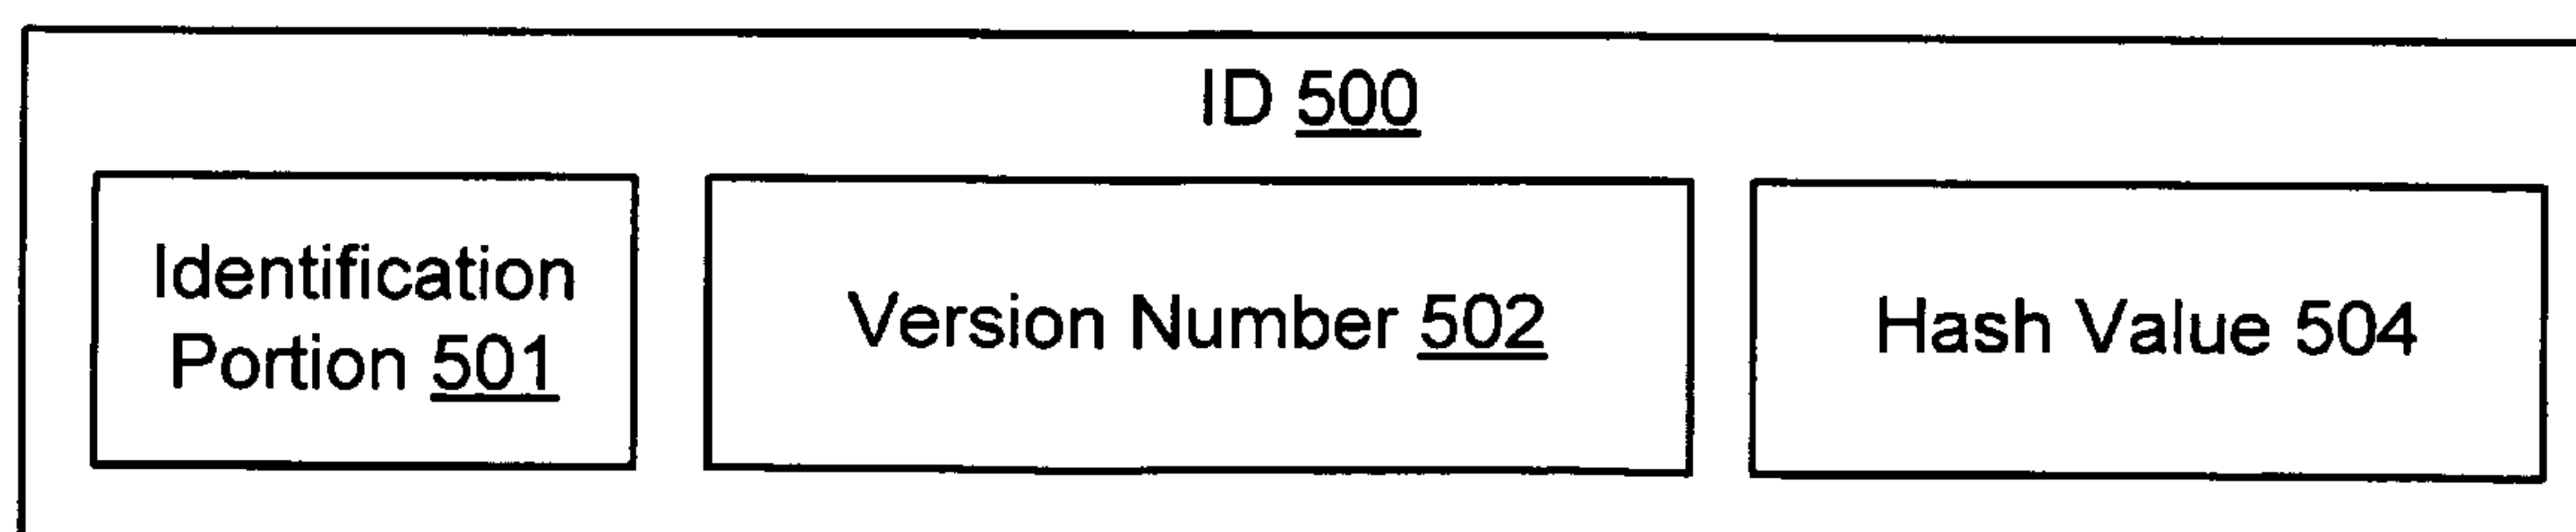 ID 500
Identification
Portion 501
Version Number 502
Hash Value 504